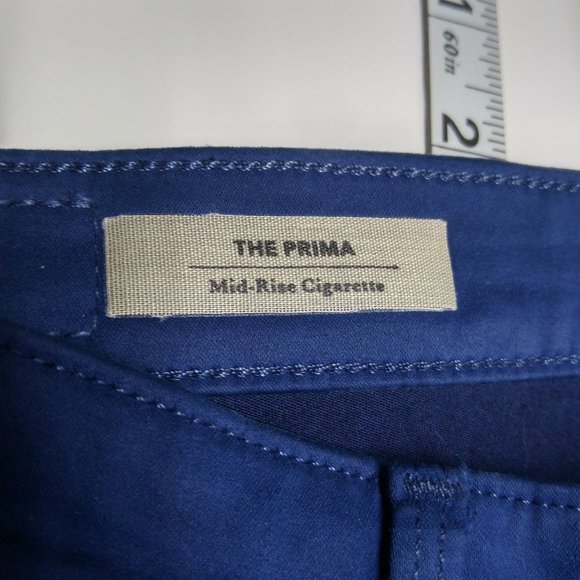 1
60in
2
THE PRIMA
Mid-Rise Cigarette